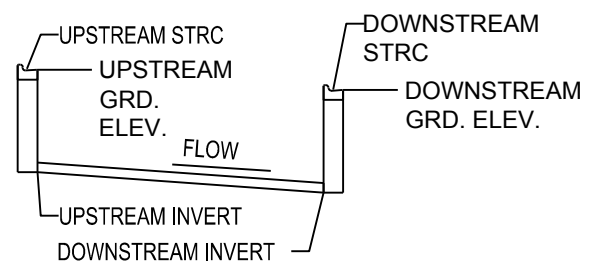 UPSTREAM STRC
UPSTREAM
GRD.
ELEV.
DOWNSTREAM
STRC
DOWNSTREAM
GRD. ELEV.
FLOW
UPSTREAM INVERT
DOWNSTREAM INVERT